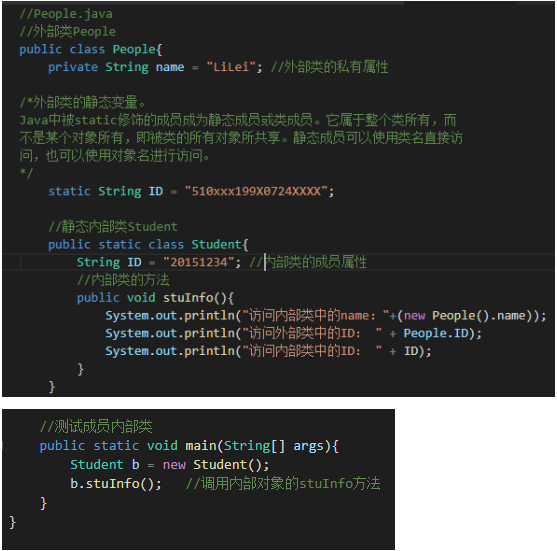 //People.java
//外部类People
public class People{
private String name = "LiLei"; //外部类的私有属性
/*外部类的静态变量。
Java中被static修饰的成员成为静态成员或类成员。它属于整个类所有，而
不是某个对象所有，即被类的所有对象所共享。静态成员可以使用类名直接访
问，也可以使用对象名进行访问。
*/
static String ID = "510xxx199X0724XXXX";
//静态内部类Student
public static class Student{
String ID = "20151234"; //内部类的成员属性
//内部类的方法
public void stuInfo(){
System.out.println("访问内部类中的name："+(new People().name));
System.out.println("访问外部类中的ID： " + People.ID);
System.out.println("访问内部类中的ID： " + ID);
}
}
//测试成员内部类
public static void main(String[] args){
Student b = new Student();
b.stuInfo(); //调用内部对象的stuInfo方法
}
}